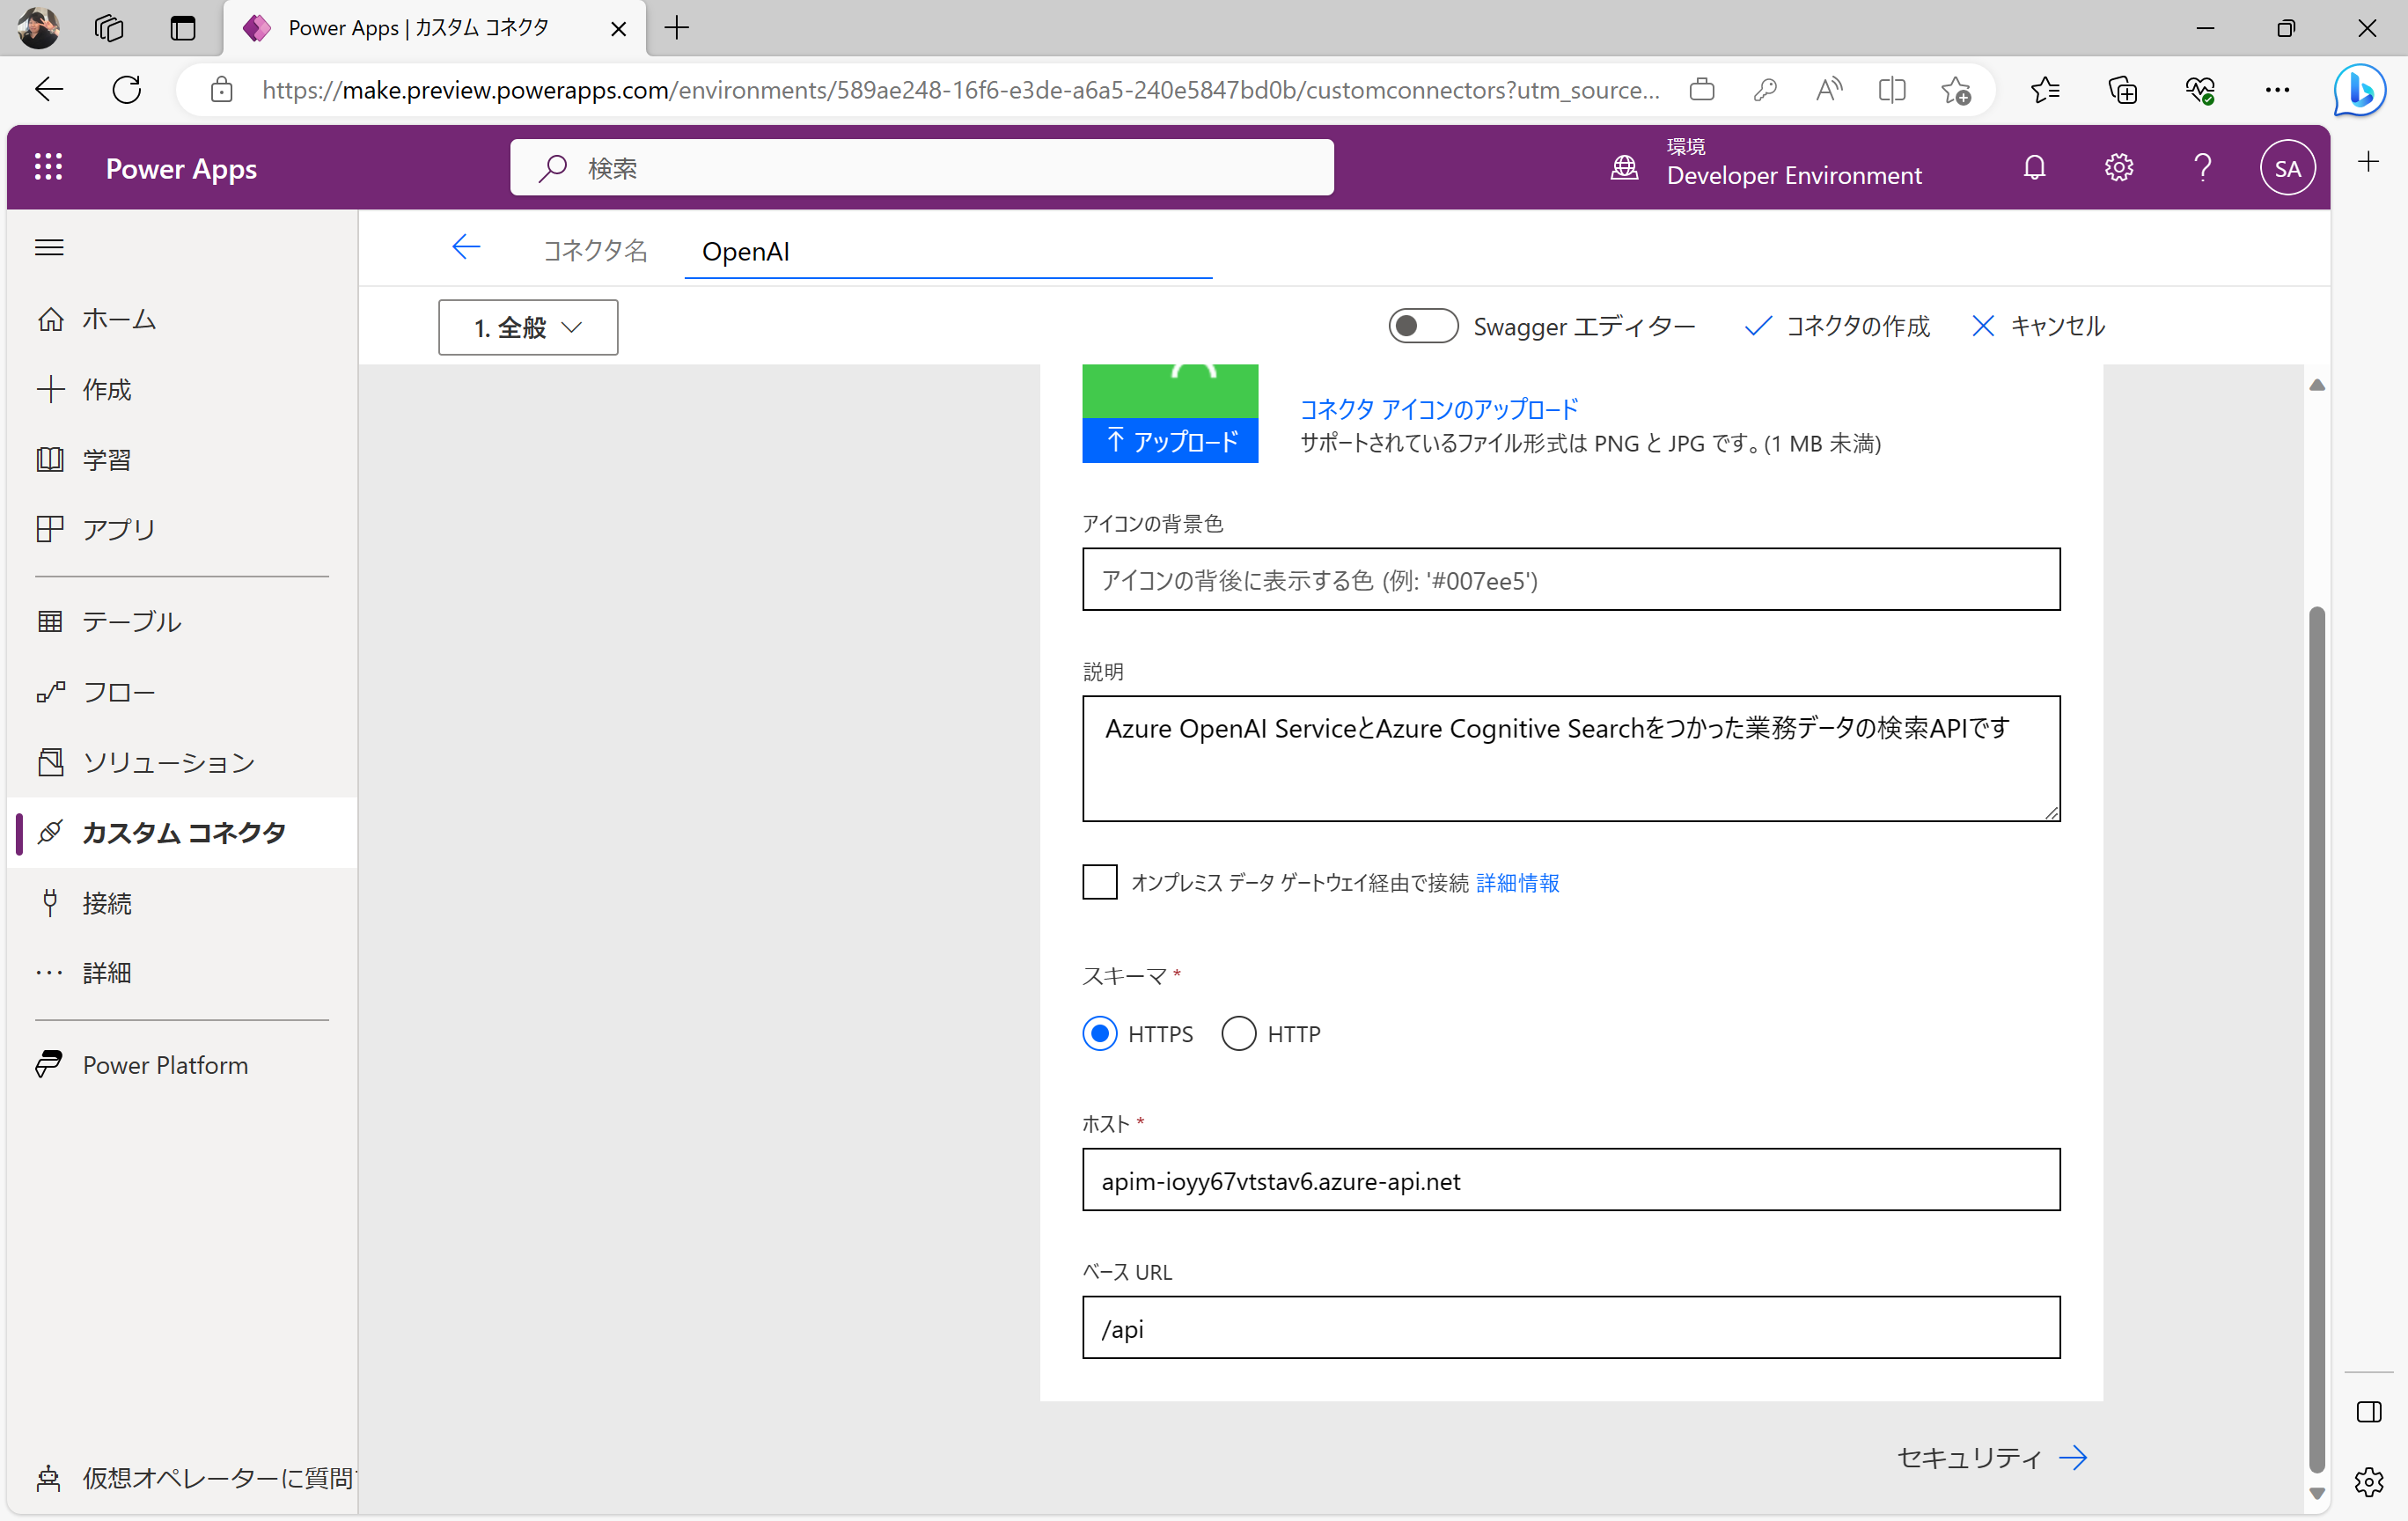 Power Apps | カスタム コネクタ
https://make.preview.powerapps.com/environments/589ae248-16f6-e3de-a6a5-240e5847bd0b/customconnectors?utm_source...
Power Apps
検索
環境
Developer Environment
SA
コネクタ名
OpenAI
1. 全般
Swagger エディター
コネクタの作成
キャンセル
ホーム
作成
学習
アプリ
テーブル
フロー
ソリューション
カスタム コネクタ
接続
詳細
Power Platform
仮想オペレーターに質問
アップロード
コネクタ アイコンのアップロード
サポートされているファイル形式は PNG と JPG です。(1 MB 未満)
アイコンの背景色
アイコンの背後に表示する色 (例: '#007ee5')
説明
Azure OpenAI ServiceとAzure Cognitive Searchをつかった業務データの検索APIです
オンプレミス データ ゲートウェイ経由で接続 詳細情報
スキーマ *
HTTPS
HTTP
ホスト *
apim-ioyy67vtstav6.azure-api.net
ベース URL
/api
セキュリティ